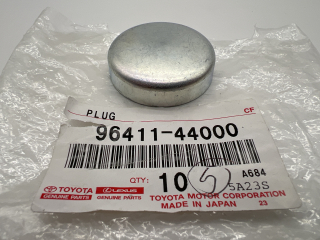 PLUG CF
96411-44000
QTY: 10 5 A684
5A23S
TOYOTA LEXUS TOYOTA MOTOR CORPORATION
GENUINE PARTS GENUINE PARTS MADE IN JAPAN 23